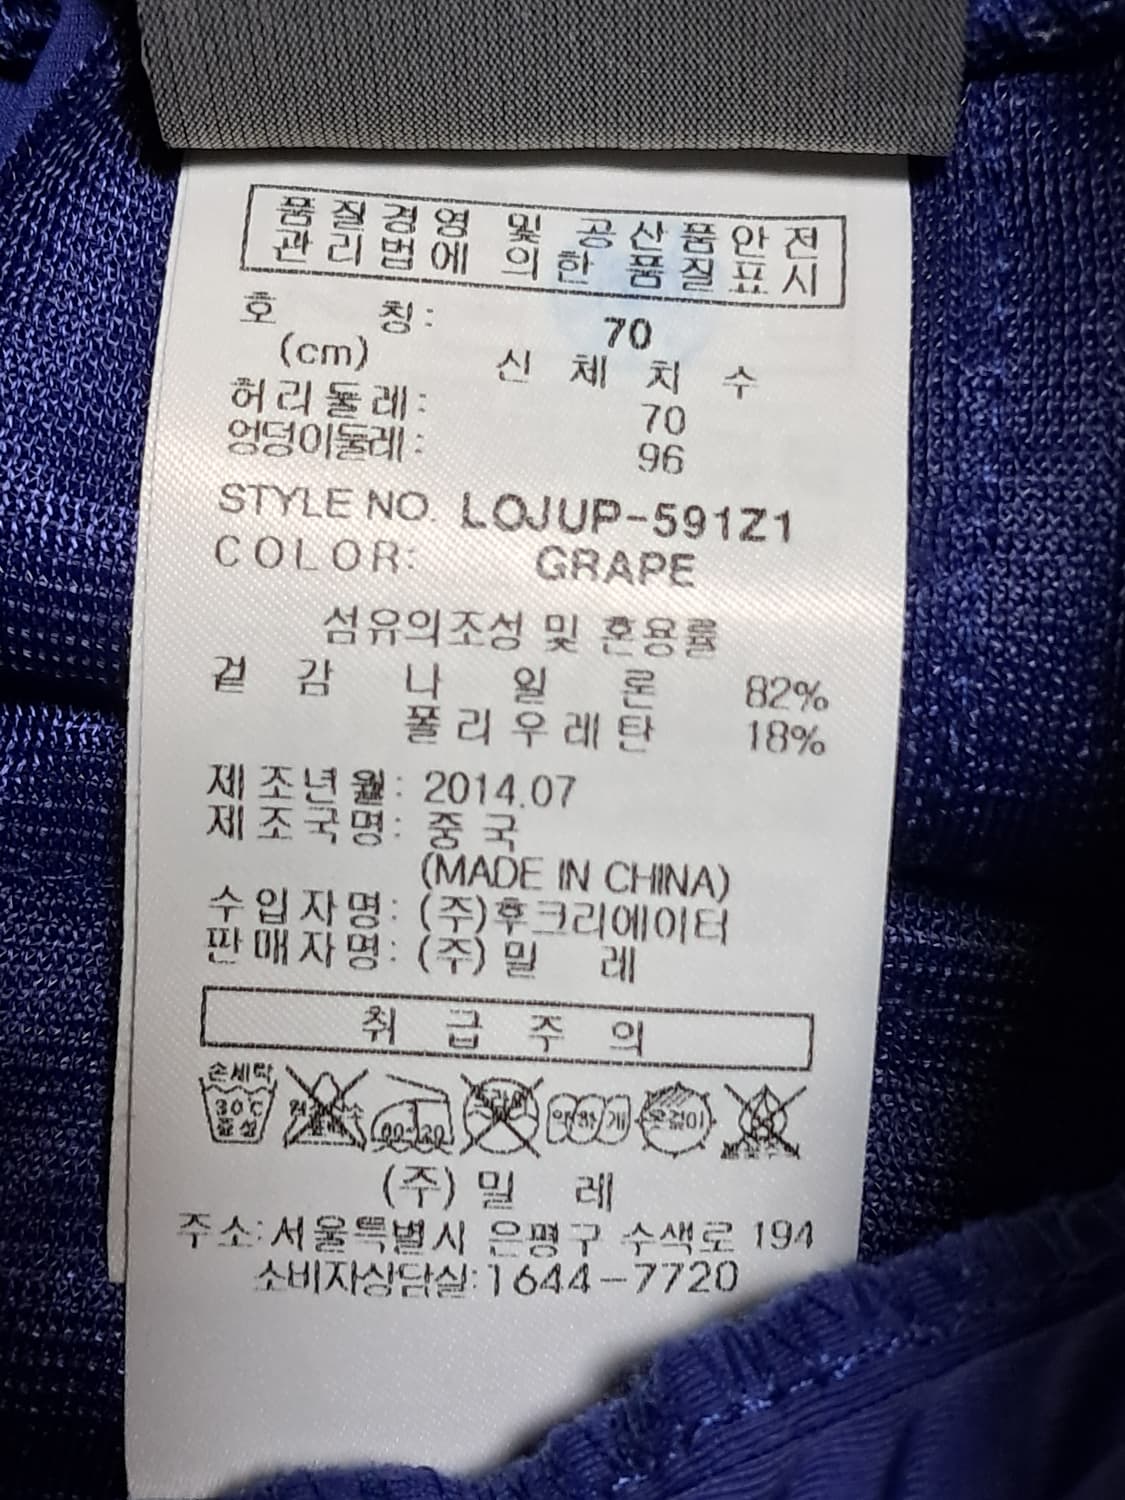 품질경영 및 공산품안전
관리법에 의한 품질표시
호 칭: 70
(cm) 신체치수
허리둘레: 70
엉덩이둘레: 96
STYLE NO. LOJUP-591Z1
COLOR: GRAPE
섬유의조성 및 혼용률
겉감 나일론 82%
폴리우레탄 18%
제조년월: 2014.07
제조국명: 중국
(MADE IN CHINA)
수입자명: (주)후크리에이터
판매자명: (주)밀 레
취급주의
손세탁
30℃
중성
드라이
약하게
옷걸이
(주)밀 레
주소:서울특별시 은평구 수색로 194
소비자상담실:1644-7720